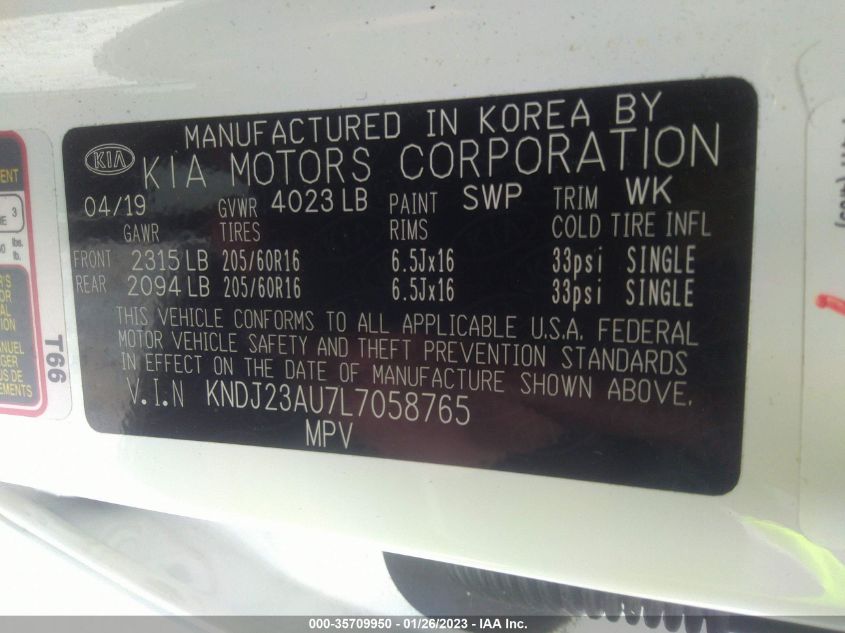 MANUFACTURED IN KOREA BY
KIA KIA MOTORS CORPORATION
04/19 GVWR 4023 LB PAINT SWP TRIM WK
GAWR TIRES RIMS COLD TIRE INFL
FRONT 2315 LB 205/60R16 6.5Jx16 33psi SINGLE
REAR 2094 LB 205/60R16 6.5Jx16 33psi SINGLE
THIS VEHICLE CONFORMS TO ALL APPLICABLE U.S.A. FEDERAL
MOTOR VEHICLE SAFETY AND THEFT PREVENTION STANDARDS
IN EFFECT ON THE DATE OF MANUFACTURE SHOWN ABOVE.
V.I.N KNDJ23AU7L7058765
MPV
T66
000-35709950 - 01/26/2023 - IAA Inc.